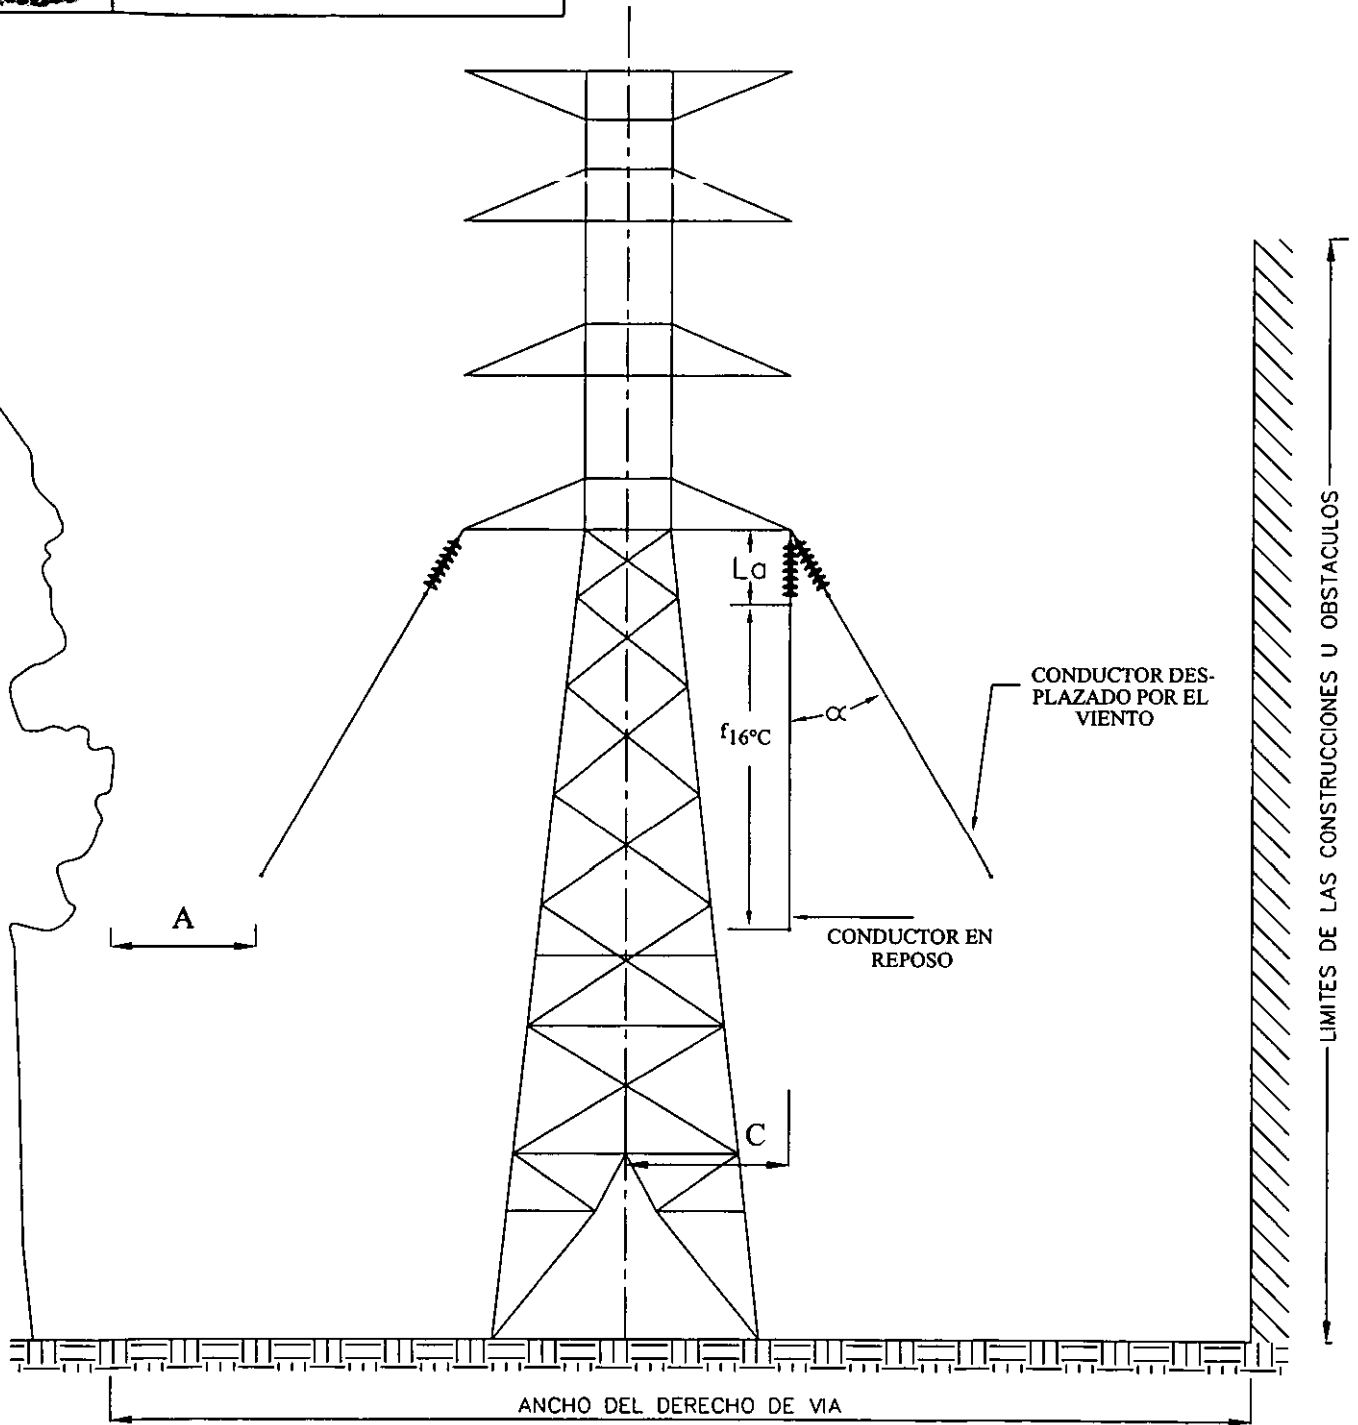 La
f16°C
α
CONDUCTOR DES-
PLAZADO POR EL
VIENTO
A
CONDUCTOR EN
REPOSO
C
LIMITES DE LAS CONSTRUCCIONES U OBSTACULOS
ANCHO DEL DERECHO DE VIA